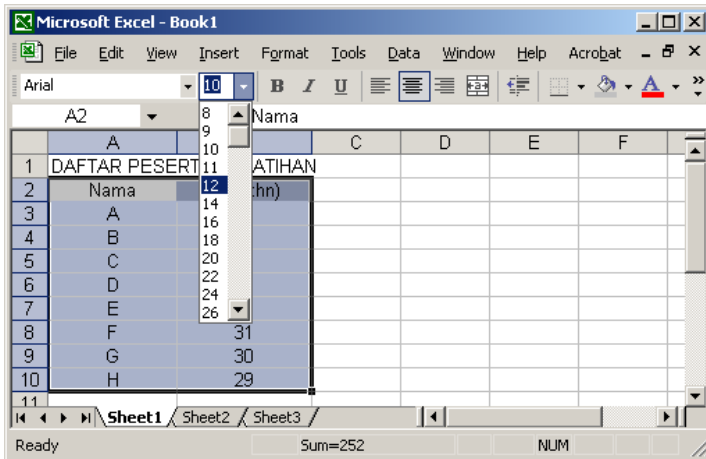 Microsoft Excel - Book1
File Edit View Insert Format Tools Data Window Help Acrobat
Arial 10 B I U A
A2 Nama
8
9
10
11
12
14
16
18
20
22
24
26
A C D E F
1 DAFTAR PESERT ATIHAN
2 Nama thn)
3 A
4 B
5 C
6 D
7 E
8 F 31
9 G 30
10 H 29
11
Sheet1 Sheet2 Sheet3
Ready Sum=252 NUM